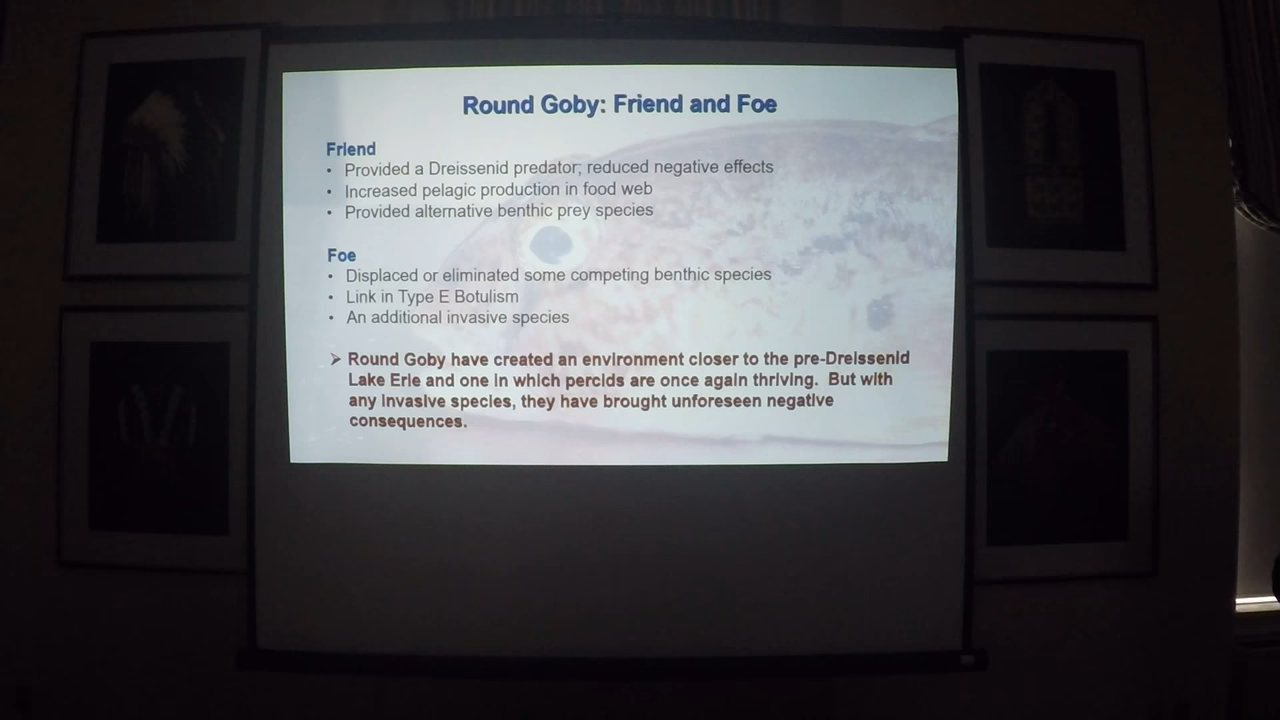 Round Goby: Friend and Foe
Friend
• Provided a Dreissenid predator; reduced negative effects
• Increased pelagic production in food web
• Provided alternative benthic prey species
Foe
• Displaced or eliminated some competing benthic species
• Link in Type E Botulism
• An additional invasive species
➢ Round Goby have created an environment closer to the pre-Dreissenid
Lake Erie and one in which percids are once again thriving. But with
any invasive species, they have brought unforeseen negative
consequences.